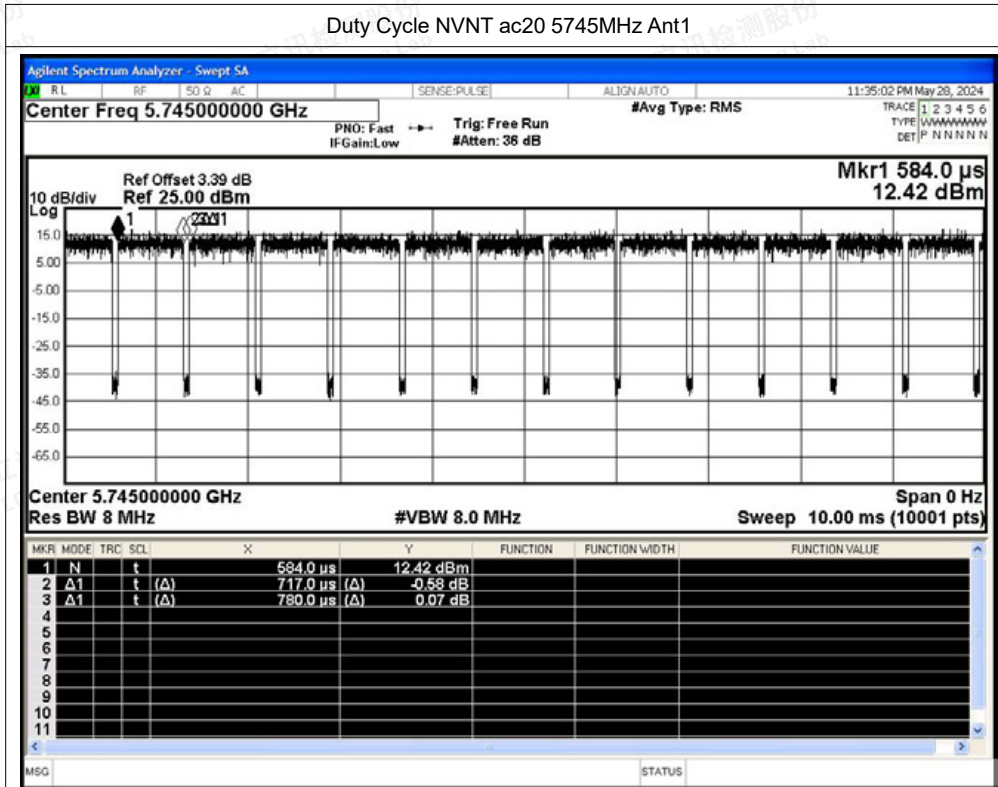 Duty Cycle NVNT ac20 5745MHz Ant1
Agilent Spectrum Analyzer - Swept SA
RL RF 50 Ω AC SENSE:PULSE ALIGN AUTO 11:35:02 PM May 28, 2024
Center Freq 5.745000000 GHz
#Avg Type: RMS
TRACE 1 2 3 4 5 6
TYPE
DET P N N N N N
PNO: Fast
IFGain:Low
Trig: Free Run
#Atten: 36 dB
Mkr1 584.0 µs
12.42 dBm
Ref Offset 3.39 dB
10 dB/div Ref 25.00 dBm
Log
1
15.0
5.00
-5.00
-15.0
-25.0
-35.0
-45.0
-55.0
-65.0
Center 5.745000000 GHz Span 0 Hz
Res BW 8 MHz #VBW 8.0 MHz Sweep 10.00 ms (10001 pts)
MKR MODE TRC SCL X Y FUNCTION FUNCTION WIDTH FUNCTION VALUE
1 N t 584.0 µs 12.42 dBm
2 Δ1 t (Δ) 717.0 µs (Δ) -0.58 dB
3 Δ1 t (Δ) 780.0 µs (Δ) 0.07 dB
4
5
6
7
8
9
10
11
MSG STATUS